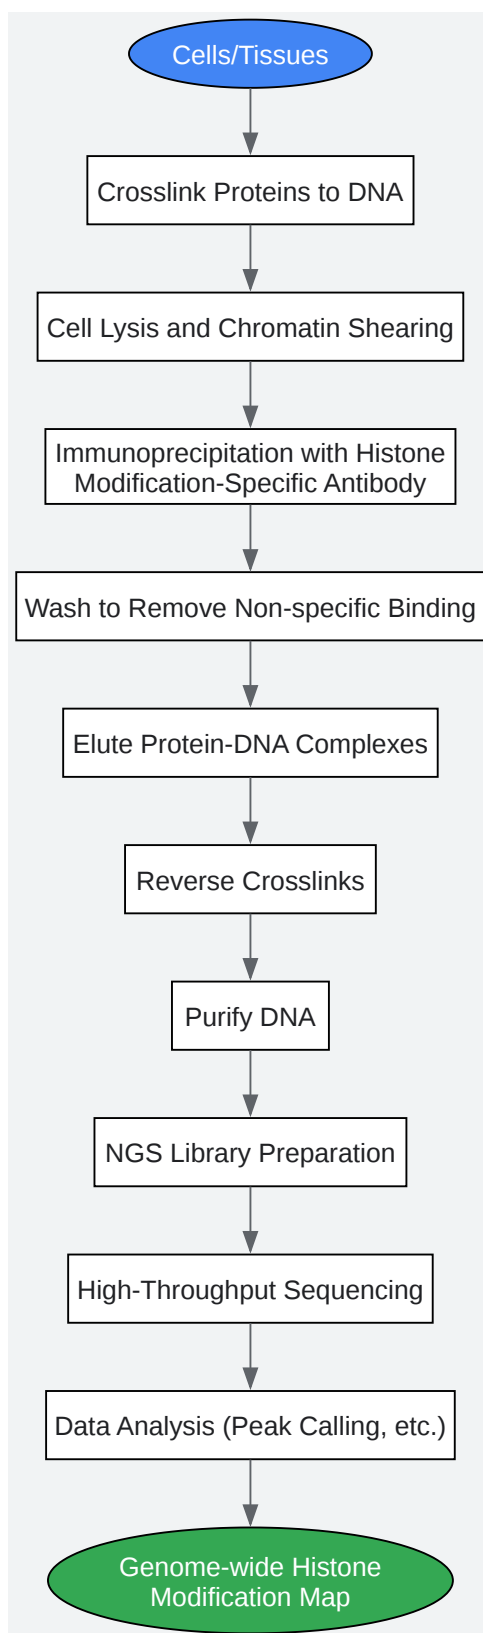 Cells/Tissues
Crosslink Proteins to DNA
Cell Lysis and Chromatin Shearing
Immunoprecipitation with Histone
Modification-Specific Antibody
Wash to Remove Non-specific Binding
Elute Protein-DNA Complexes
Reverse Crosslinks
Purify DNA
NGS Library Preparation
High-Throughput Sequencing
Data Analysis (Peak Calling, etc.)
Genome-wide Histone
Modification Map